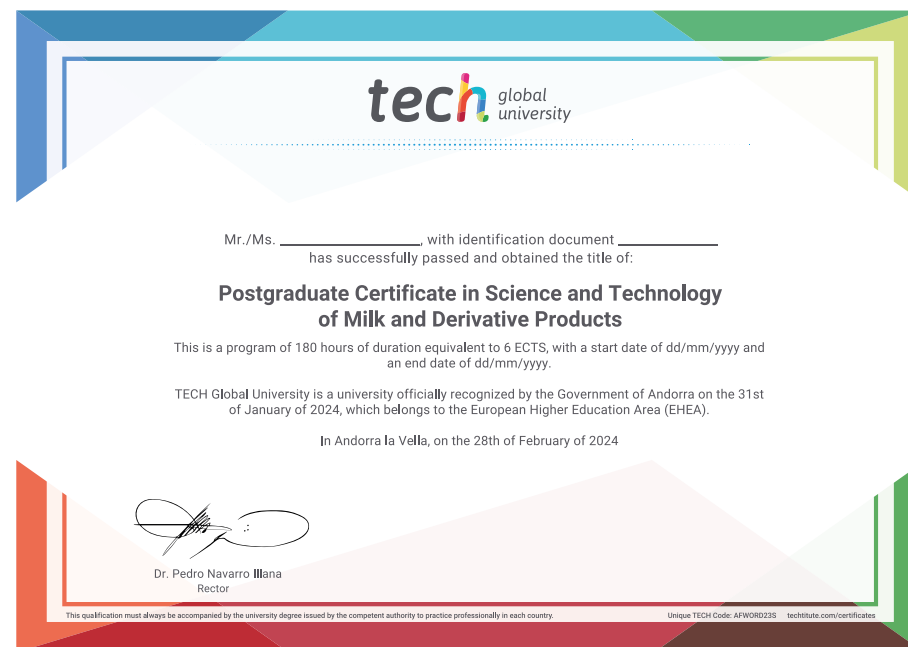 tech global
university
Mr./Ms. ____________, with identification document ____________
has successfully passed and obtained the title of:
Postgraduate Certificate in Science and Technology
of Milk and Derivative Products
This is a program of 180 hours of duration equivalent to 6 ECTS, with a start date of dd/mm/yyyy and
an end date of dd/mm/yyyy.
TECH Global University is a university officially recognized by the Government of Andorra on the 31st
of January of 2024, which belongs to the European Higher Education Area (EHEA).
In Andorra la Vella, on the 28th of February of 2024
Dr. Pedro Navarro Illana
Rector
This qualification must always be accompanied by the university degree issued by the competent authority to practice professionally in each country.
Unique TECH Code: AFWORD23S techtitute.com/certificates